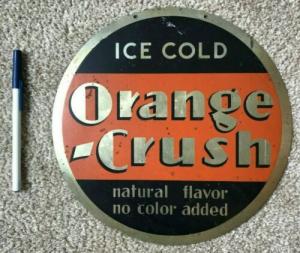 ICE COLD
Orange
-Crush
natural flavor
no color added